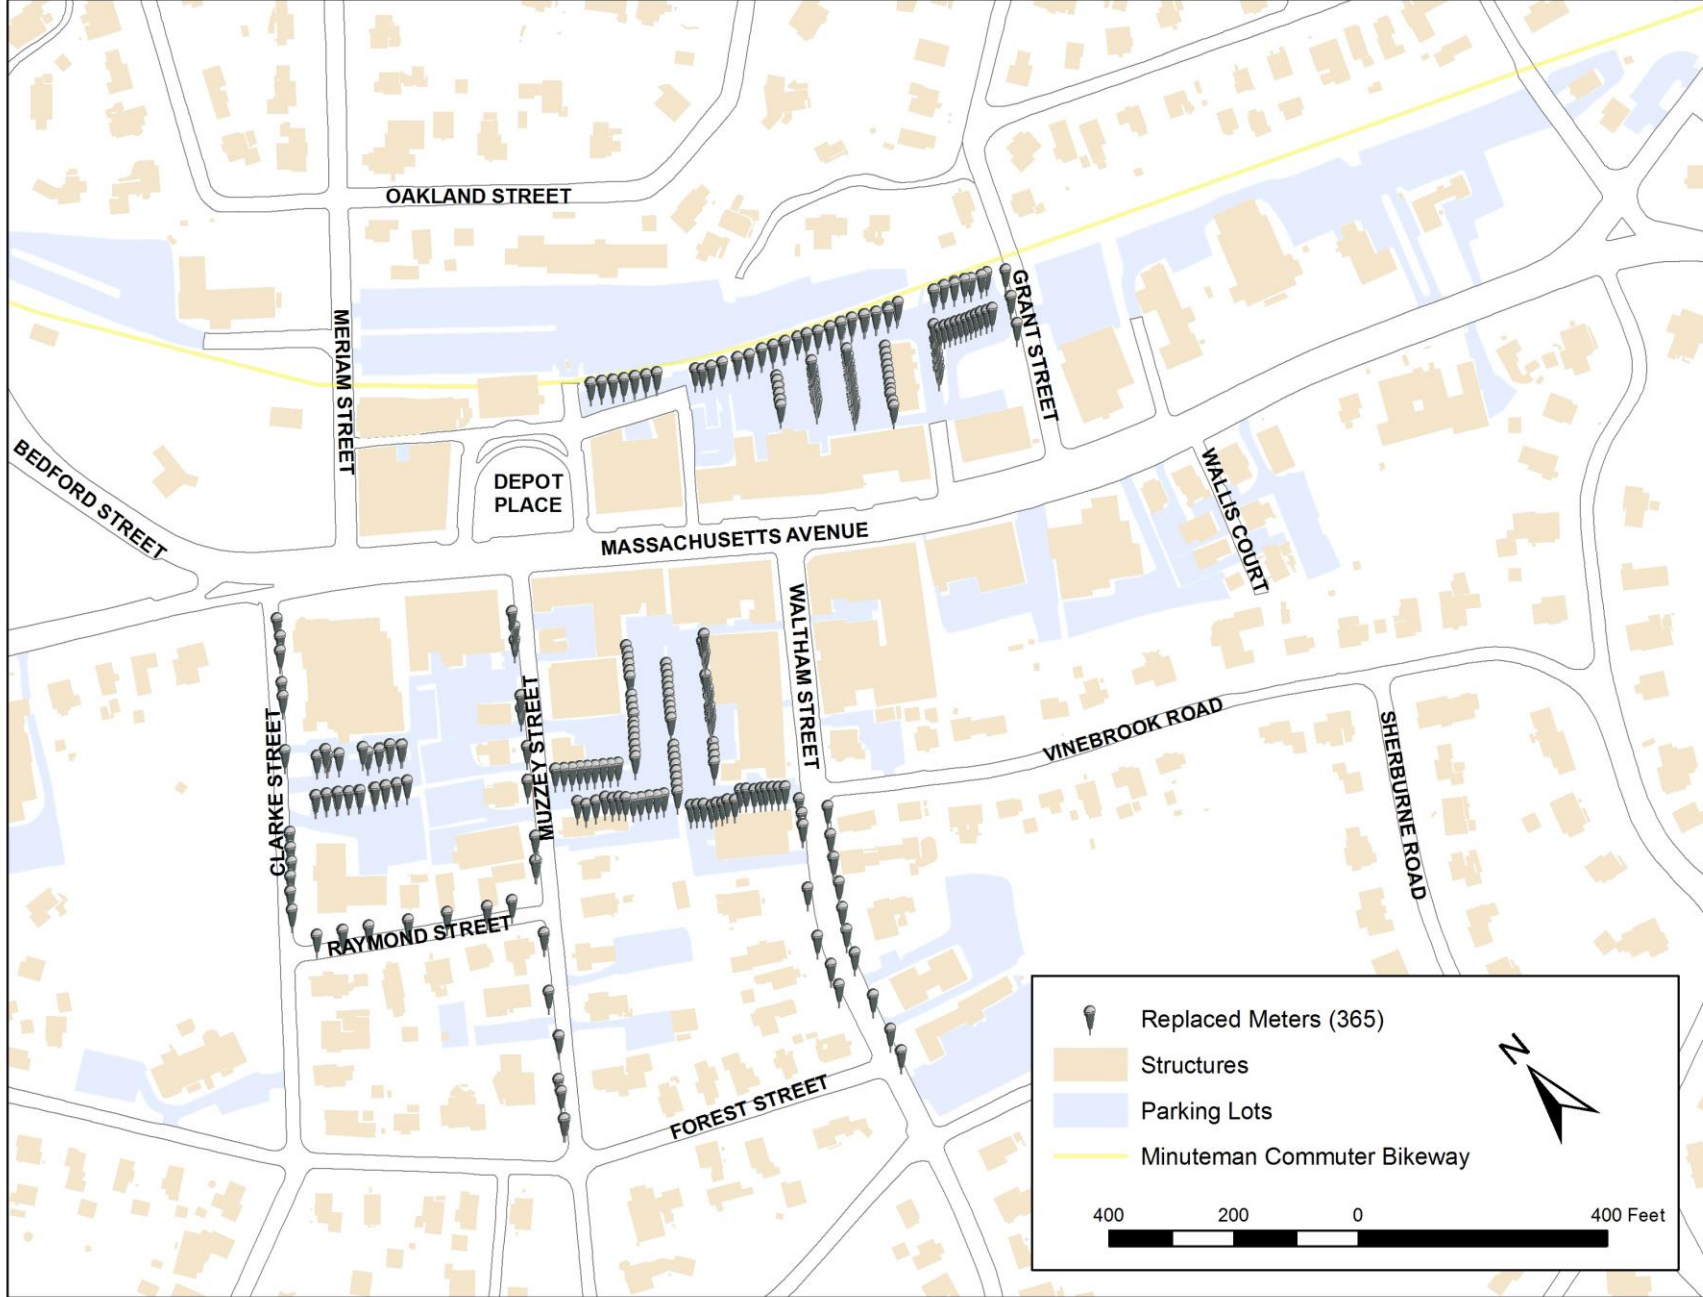 OAKLAND STREET
GRANT STREET
MERIAM STREET
BEDFORD STREET
DEPOT
PLACE
WALLIS COURT
MASSACHUSETTS AVENUE
WALTHAM STREET
MUZZEY STREET
CLARKE STREET
VINEBROOK ROAD
SHERBURNE ROAD
RAYMOND STREET
FOREST STREET
Replaced Meters (365)
Structures
Parking Lots
Minuteman Commuter Bikeway
N
400 200 0 400 Feet